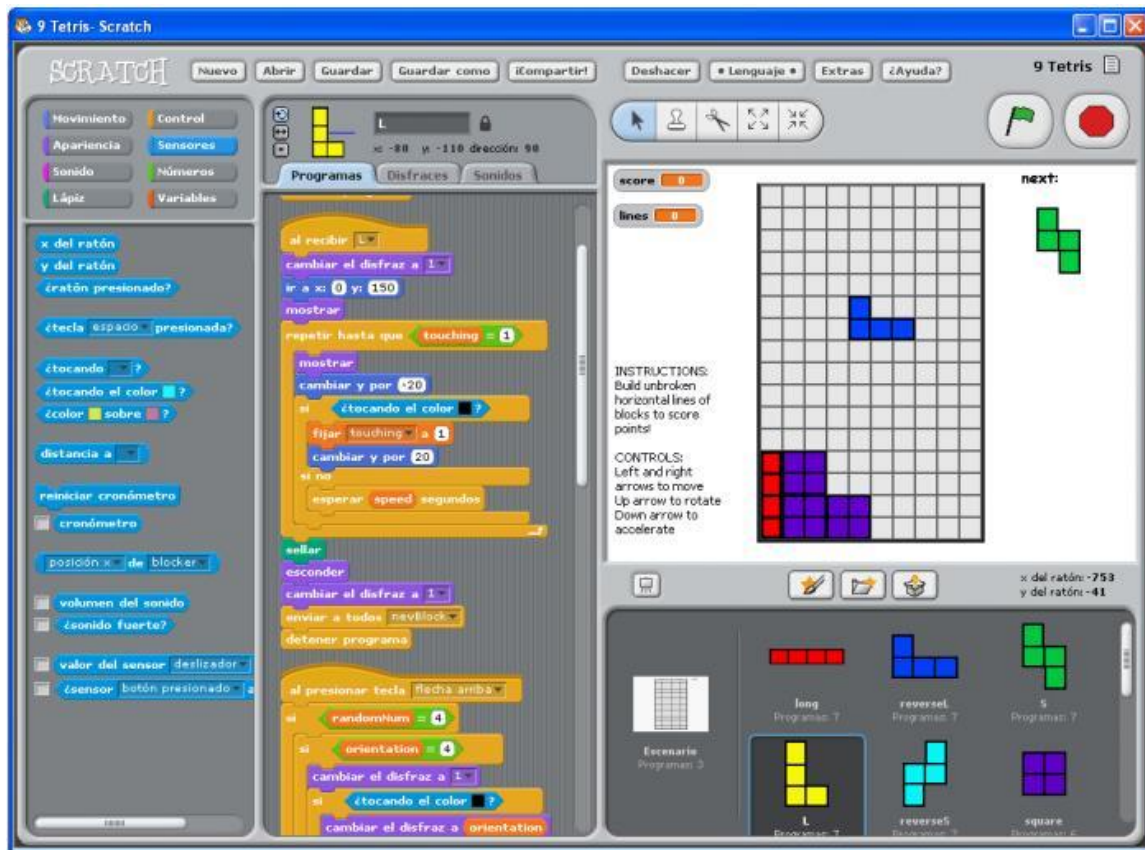 9 Tetris- Scratch
SCRATCH
Nuevo
Abrir
Guardar
Guardar como
¡Compartir!
Deshacer
• Lenguaje •
Extras
¿Ayuda?
9 Tetris
Movimiento
Control
Apariencia
Sensores
Sonido
Números
Lápiz
Variables
x del ratón
y del ratón
¿ratón presionado?
¿tecla espacio presionada?
¿tocando ?
¿tocando el color ?
¿color sobre ?
distancia a
reiniciar cronómetro
cronómetro
posición x de blocker
volumen del sonido
¿sonido fuerte?
valor del sensor deslizador
¿sensor botón presionado a
L
x: -80 y: -110 dirección: 90
Programas
Disfraces
Sonidos
al recibir L
cambiar el disfraz a 1
ir a x: 0 y: 150
mostrar
repetir hasta que touching = 1
mostrar
cambiar y por -20
si ¿tocando el color ?
fijar touching a 1
cambiar y por 20
si no
esperar speed segundos
sellar
esconder
cambiar el disfraz a 1
enviar a todos newBlock
detener programa
al presionar tecla flecha arriba
si randomNum = 4
si orientation = 4
cambiar el disfraz a 1
si ¿tocando el color ?
cambiar el disfraz a orientation
score 0
lines 0
next:
INSTRUCTIONS:
Build unbroken
horizontal lines of
blocks to score
points!
CONTROLS:
Left and right
arrows to move
Up arrow to rotate
Down arrow to
accelerate
x del ratón: -753
y del ratón: -41
Escenario
Programas: 3
long
Programas: 7
reverseL
Programas: 7
S
Programas: 7
L
Programas: 7
reverseS
Programas: 7
square
Programas: 6